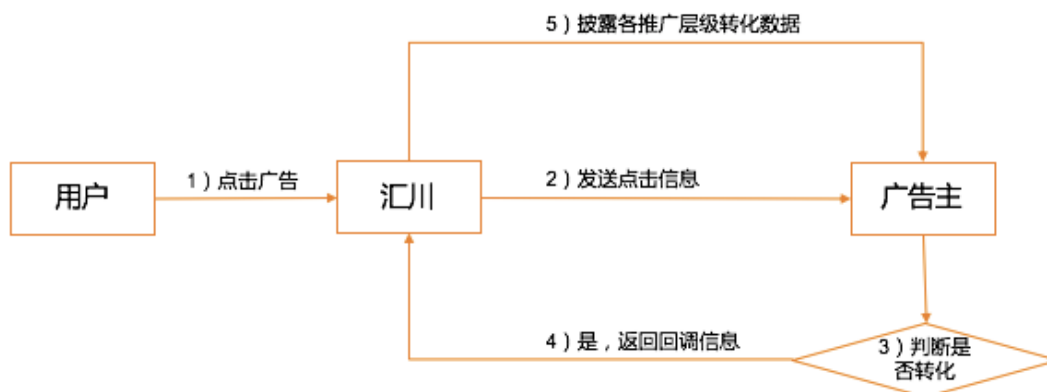 5）披露各推广层级转化数据
用户
1）点击广告
汇川
2）发送点击信息
广告主
4）是，返回回调信息
3）判断是
否转化